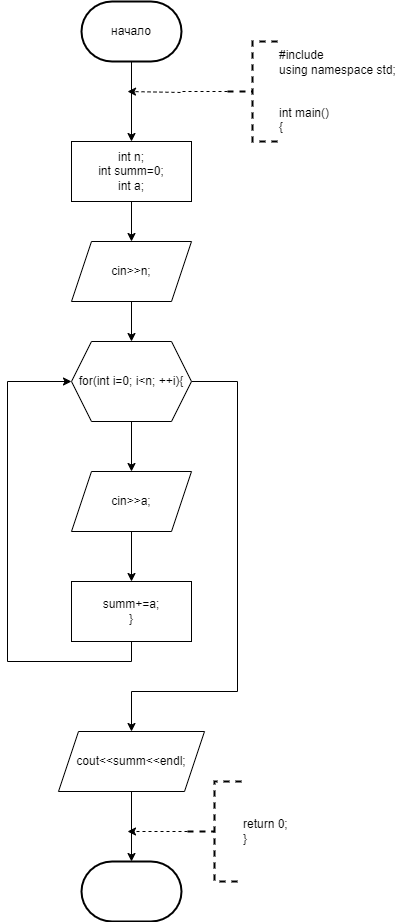 начало
#include
using namespace std;
int main()
{
int n;
int summ=0;
int a;
cin>>n;
for(int i=0; i<n; ++i){
cin>>a;
summ+=a;
}
cout<<summ<<endl;
return 0;
}